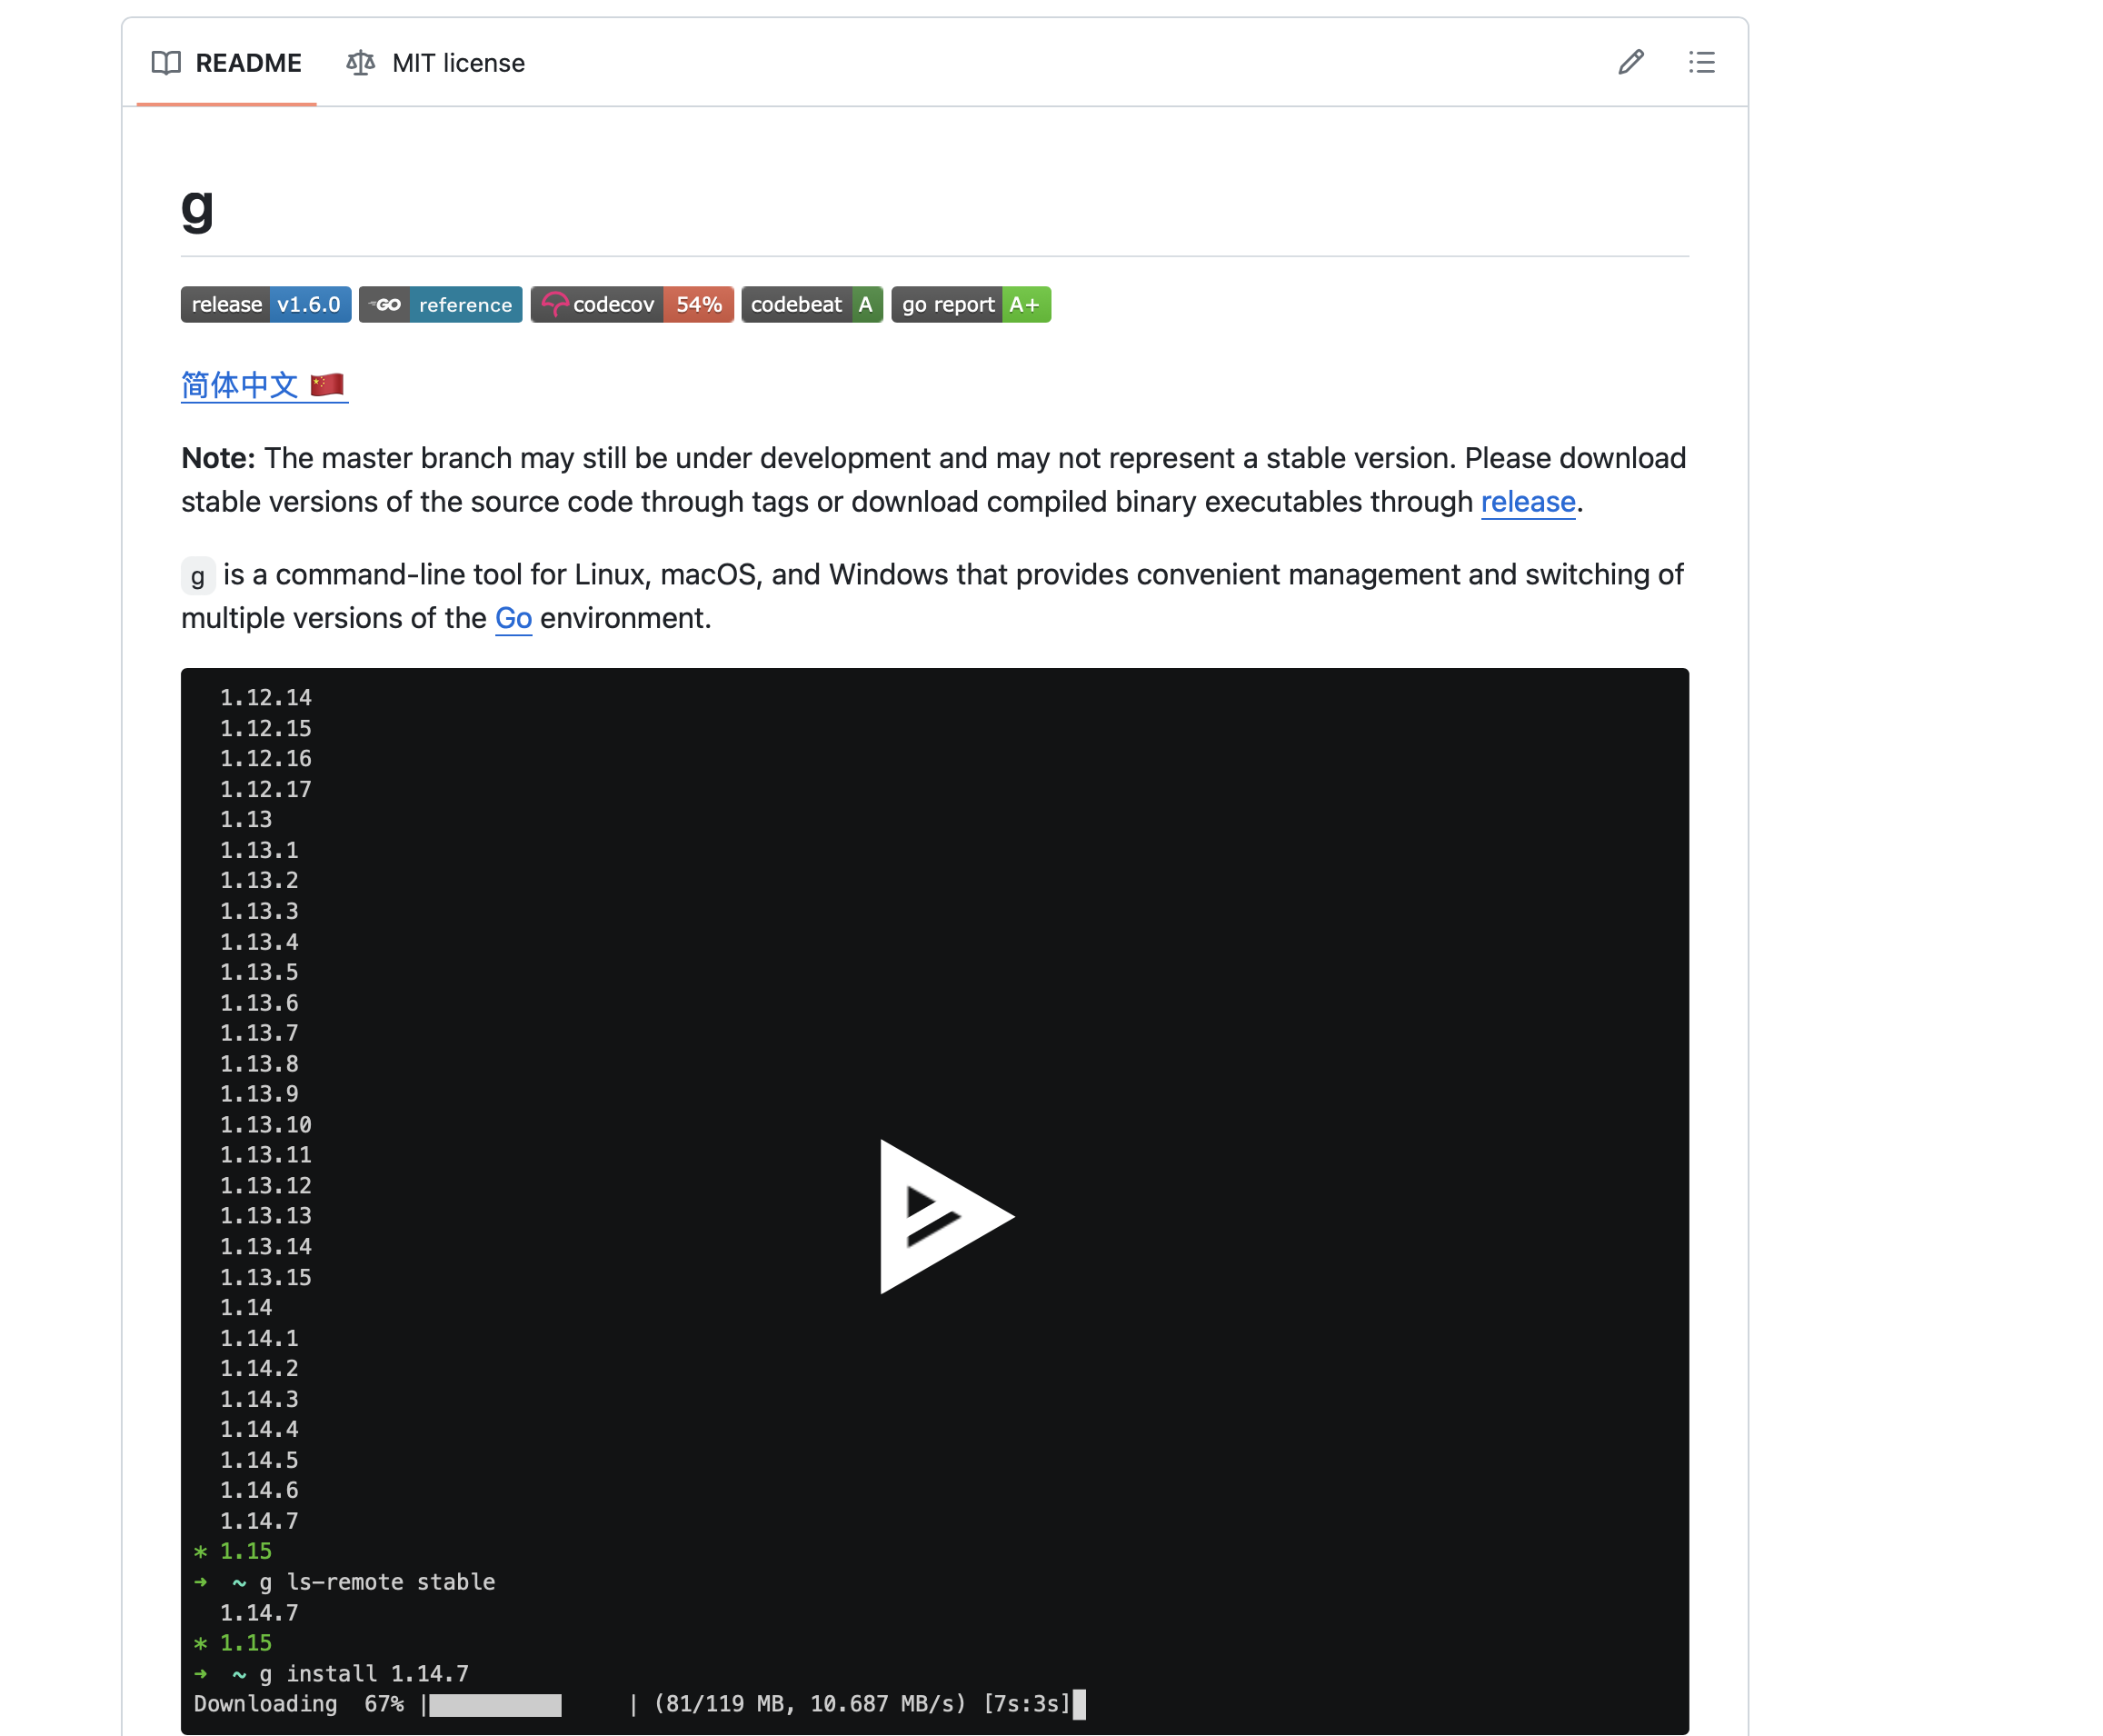 README MIT license
g
release v1.6.0 GO reference codecov 54% codebeat A go report A+
简体中文 🇨🇳
Note: The master branch may still be under development and may not represent a stable version. Please download
stable versions of the source code through tags or download compiled binary executables through release.
g is a command-line tool for Linux, macOS, and Windows that provides convenient management and switching of
multiple versions of the Go environment.
1.12.14
1.12.15
1.12.16
1.12.17
1.13
1.13.1
1.13.2
1.13.3
1.13.4
1.13.5
1.13.6
1.13.7
1.13.8
1.13.9
1.13.10
1.13.11
1.13.12
1.13.13
1.13.14
1.13.15
1.14
1.14.1
1.14.2
1.14.3
1.14.4
1.14.5
1.14.6
1.14.7
* 1.15
➜ ~ g ls-remote stable
1.14.7
* 1.15
➜ ~ g install 1.14.7
Downloading 67% |██████████ | (81/119 MB, 10.687 MB/s) [7s:3s]